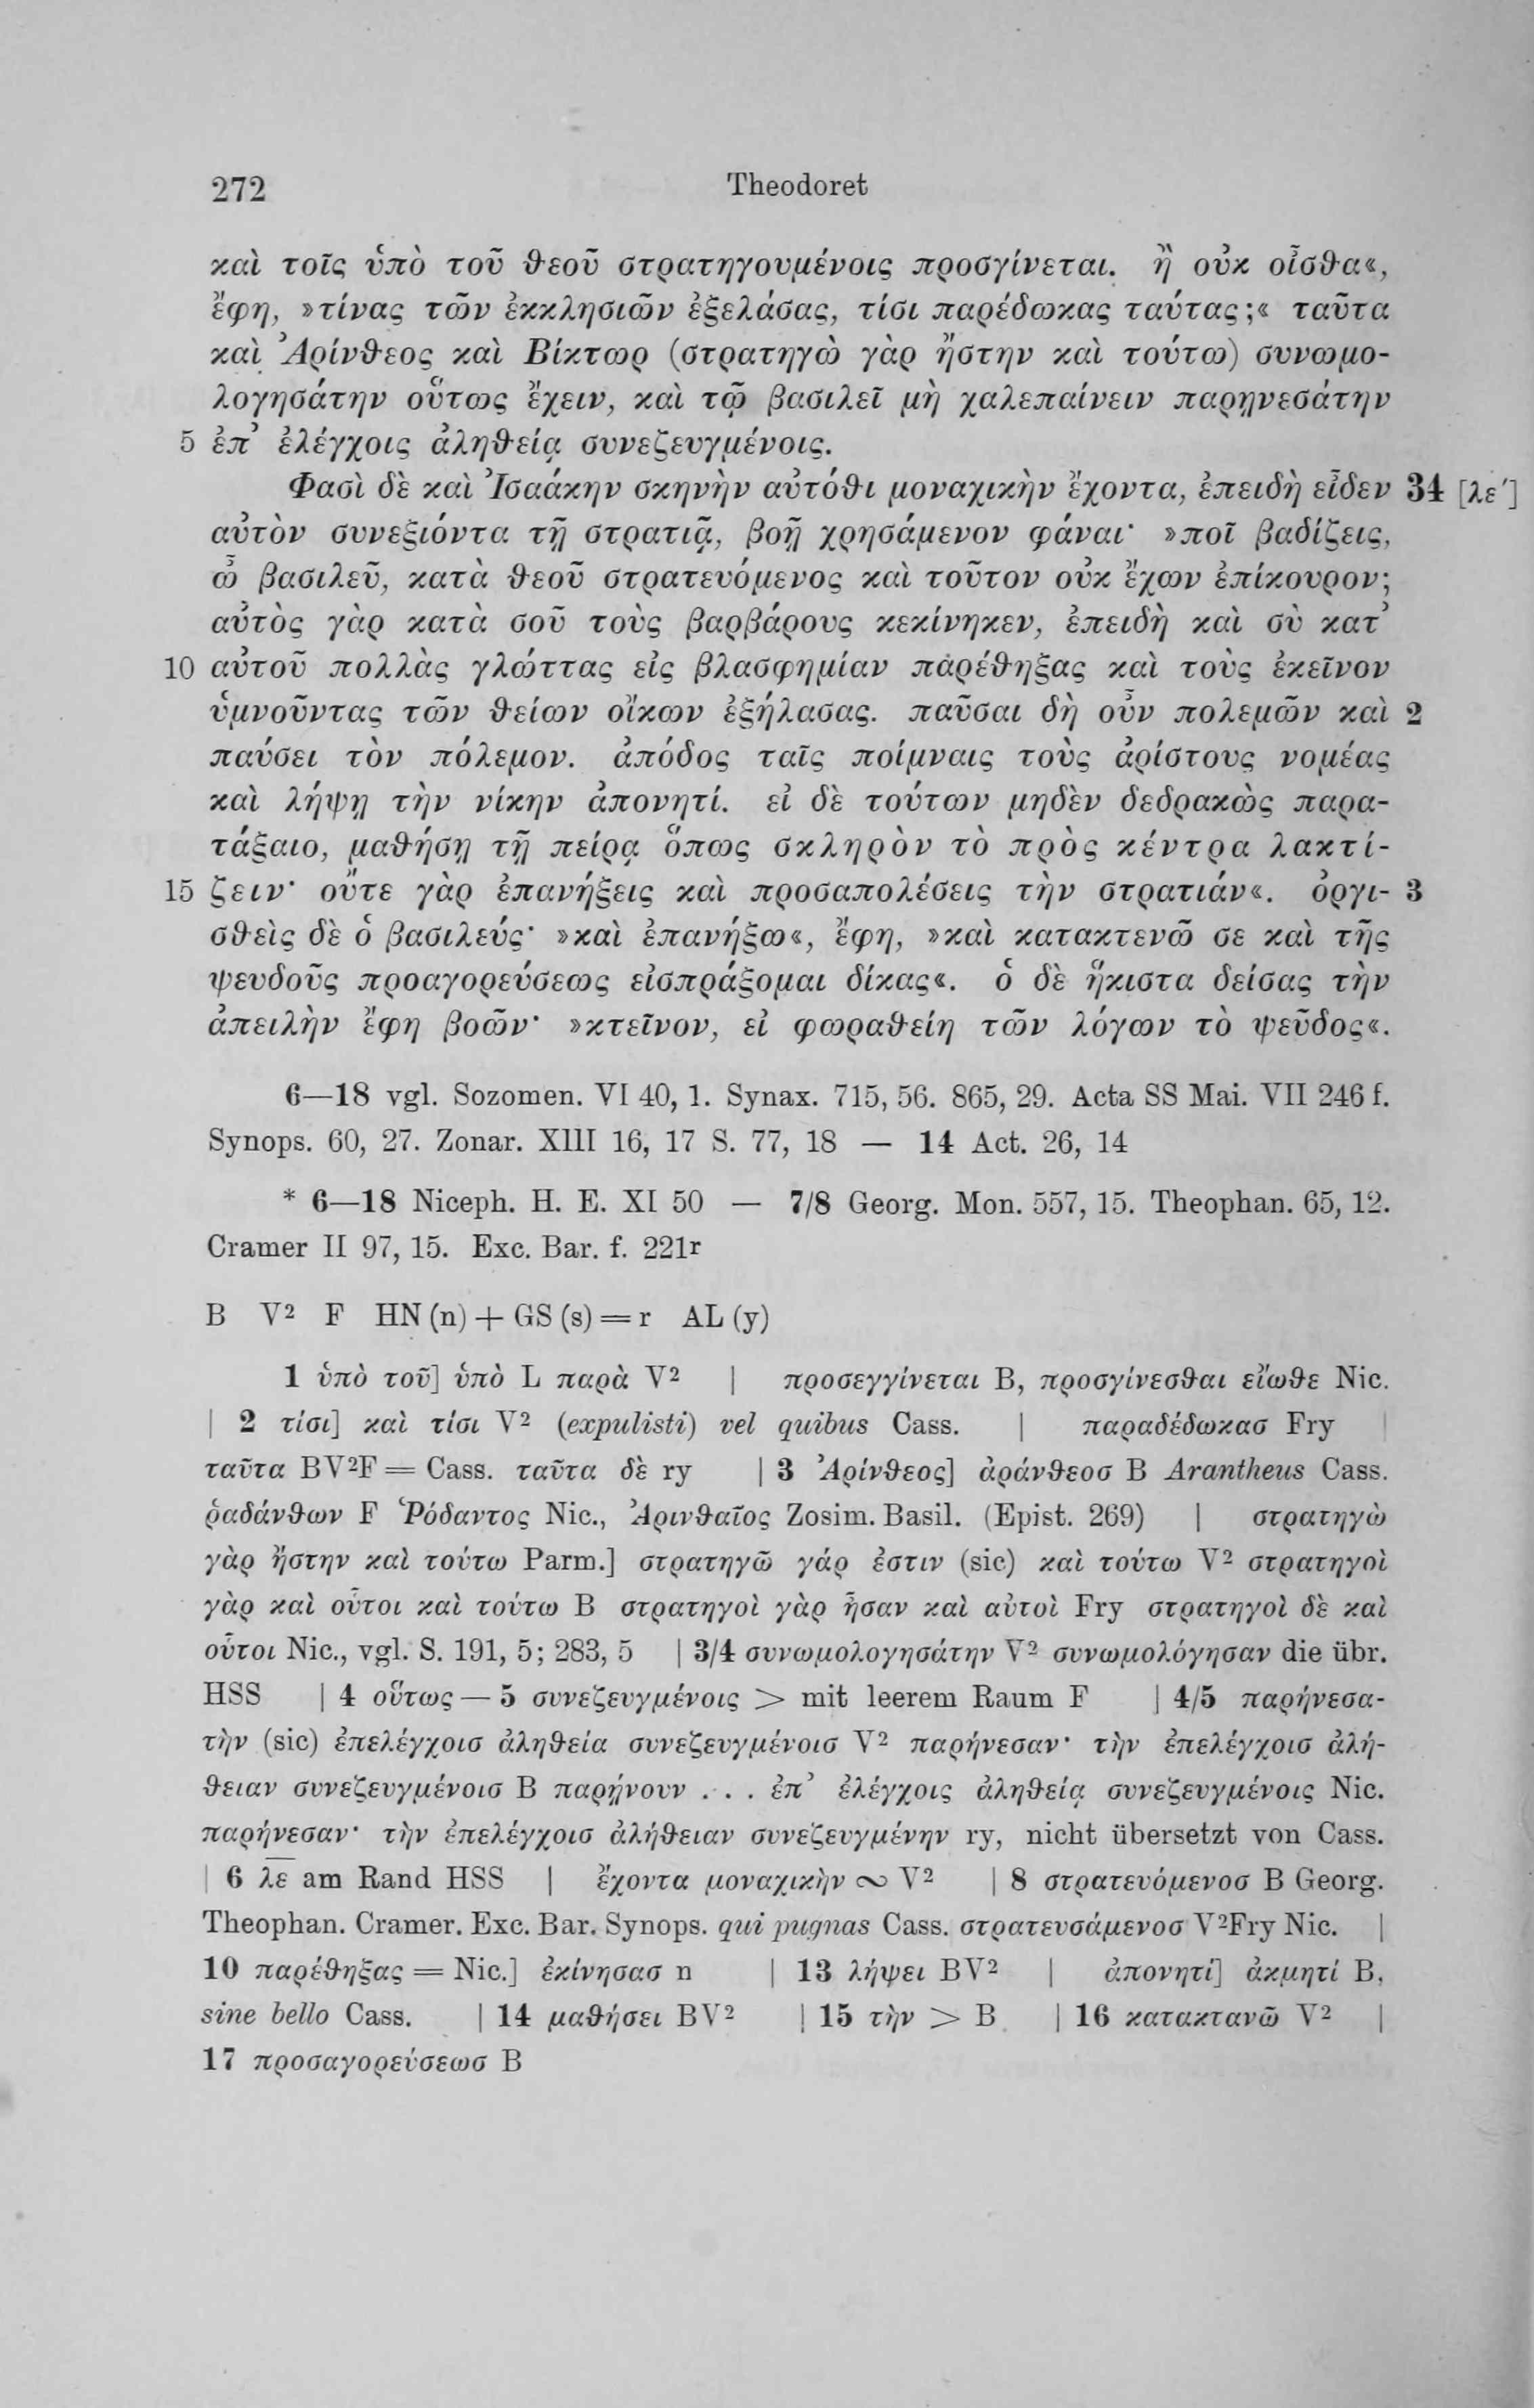 272 Theodoret
καὶ τοῖς ὑπὸ τοῦ θεοῦ στρατηγουμένοις προσγίνεται. ἢ οὐκ οἶσθα«,
ἔφη, »τίνας τῶν ἐκκλησιῶν ἐξελάσας, τίσι παρέδωκας ταύτας;« ταῦτα
καὶ Ἀρίνθεος καὶ Βίκτωρ (στρατηγὼ γὰρ ἤστην καὶ τούτω) συνωμο-
λογησάτην οὕτως ἔχειν, καὶ τῷ βασιλεῖ μὴ χαλεπαίνειν παρῃνεσάτην
5 ἐπ᾽ ἐλέγχοις ἀληθείᾳ συνεζευγμένοις.
Φασὶ δὲ καὶ Ἰσαάκην σκηνὴν αὐτόθι μοναχικὴν ἔχοντα, ἐπειδὴ εἶδεν 34 [λε´]
αὐτὸν συνεξιόντα τῇ στρατιᾷ, βοῇ χρησάμενον φάναι· »ποῖ βαδίζεις,
ὦ βασιλεῦ, κατὰ θεοῦ στρατευόμενος καὶ τοῦτον οὐκ ἔχων ἐπίκουρον;
αὐτὸς γὰρ κατὰ σοῦ τοὺς βαρβάρους κεκίνηκεν, ἐπειδὴ καὶ σὺ κατ᾽
10 αὐτοῦ πολλὰς γλώττας εἰς βλασφημίαν παρέθηξας καὶ τοὺς ἐκεῖνον
ὑμνοῦντας τῶν θείων οἴκων ἐξήλασας. παῦσαι δὴ οὖν πολεμῶν καὶ 2
παύσει τὸν πόλεμον. ἀπόδος ταῖς ποίμναις τοὺς ἀρίστους νομέας
καὶ λήψῃ τὴν νίκην ἀπονητί. εἰ δὲ τούτων μηδὲν δεδρακὼς παρα-
τάξαιο, μαθήσῃ τῇ πείρᾳ ὅπως σκληρὸν τὸ πρὸς κέντρα λακτί-
15 ζειν· οὔτε γὰρ ἐπανήξεις καὶ προσαπολέσεις τὴν στρατιάν«. ὀργι- 3
σθεὶς δὲ ὁ βασιλεύς· »καὶ ἐπανήξω«, ἔφη, »καὶ κατακτενῶ σε καὶ τῆς
ψευδοῦς προαγορεύσεως εἰσπράξομαι δίκας«. ὁ δὲ ἥκιστα δείσας τὴν
ἀπειλὴν ἔφη βοῶν· »κτεῖνον, εἰ φωραθείη τῶν λόγων τὸ ψεῦδος«.
6—18 vgl. Sozomen. VI 40, 1. Synax. 715, 56. 865, 29. Acta SS Mai. VII 246 f.
Synops. 60, 27. Zonar. XIII 16, 17 S. 77, 18 — 14 Act. 26, 14
* 6—18 Niceph. H. E. XI 50 — 7/8 Georg. Mon. 557, 15. Theophan. 65, 12.
Cramer II 97, 15. Exc. Bar. f. 221r
B V² F HN (n) + GS (s) = r AL (y)
1 ὑπὸ τοῦ] ὑπὸ L παρὰ V² | προσεγγίνεται B, προσγίνεσθαι εἴωθε Nic.
| 2 τίσι] καὶ τίσι V² (expulisti) vel quibus Cass. | παραδέδωκασ Fry |
ταῦτα BV²F = Cass. ταῦτα δὲ ry | 3 Ἀρίνθεος] ἀράνθεοσ B Arantheus Cass.
ῥαδάνθων F Ῥόδαντος Nic., Ἀρινθαῖος Zosim. Basil. (Epist. 269) | στρατηγὼ
γὰρ ἤστην καὶ τούτω Parm.] στρατηγῶ γάρ ἐστιν (sic) καὶ τούτω V² στρατηγοὶ
γὰρ καὶ οὗτοι καὶ τούτω B στρατηγοὶ γὰρ ἦσαν καὶ αὐτοὶ Fry στρατηγοὶ δὲ καὶ
οὗτοι Nic., vgl. S. 191, 5; 283, 5 | 3/4 συνωμολογησάτην V² συνωμολόγησαν die übr.
HSS | 4 οὕτως — 5 συνεζευγμένοις > mit leerem Raum F | 4/5 παρήνεσα-
τὴν (sic) ἐπελέγχοισ ἀληθεία συνεζευγμένοισ V² παρήνεσαν· τὴν ἐπελέγχοισ ἀλή-
θειαν συνεζευγμένοισ B παρῄνουν . . . ἐπ᾽ ἐλέγχοις ἀληθείᾳ συνεζευγμένοις Nic.
παρήνεσαν· τὴν ἐπελέγχοισ ἀλήθειαν συνεζευγμένην ry, nicht übersetzt von Cass.
| 6 λε am Rand HSS | ἔχοντα μοναχικὴν ∾ V² | 8 στρατευόμενοσ B Georg.
Theophan. Cramer. Exc. Bar. Synops. qui pugnas Cass. στρατευσάμενοσ V²Fry Nic. |
10 παρέθηξας = Nic.] ἐκίνησασ n | 13 λήψει BV² | ἀπονητί] ἀκμητί B,
sine bello Cass. | 14 μαθήσει BV² | 15 τὴν > B | 16 κατακτανῶ V² |
17 προσαγορεύσεωσ B